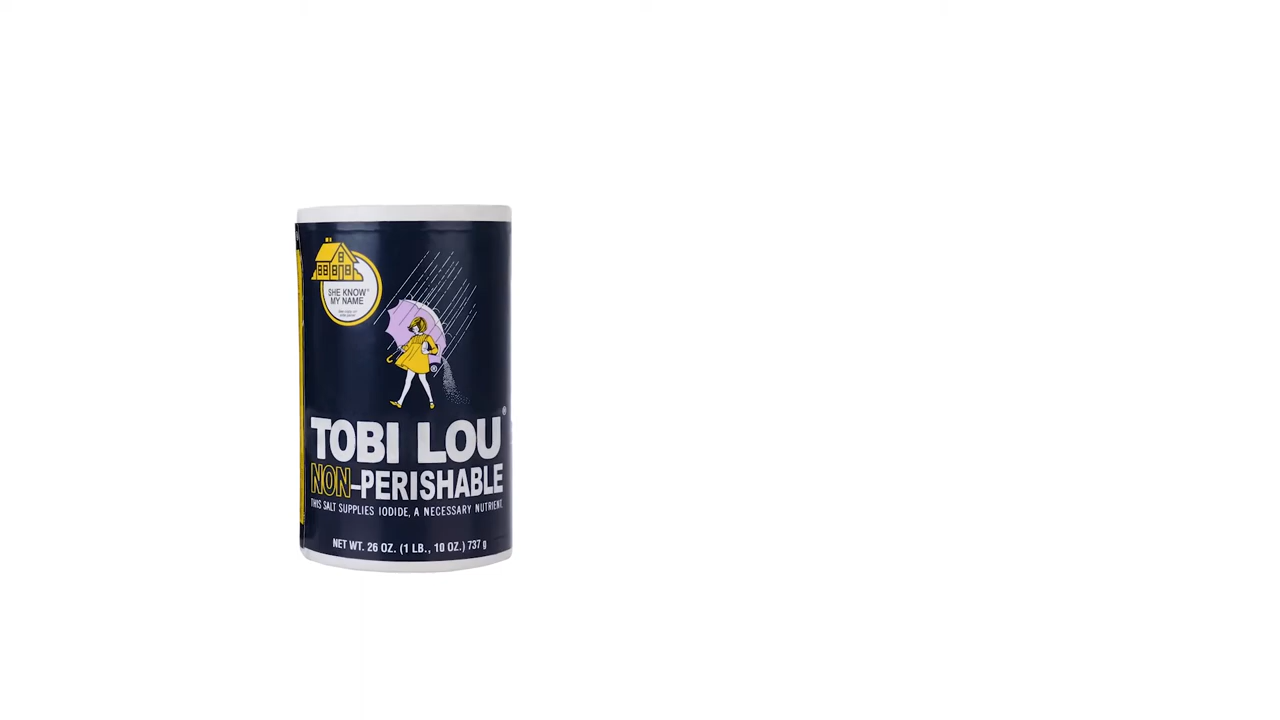 SHE KNOW®
MY NAME
®
TOBI LOU®
NON-PERISHABLE
THIS SALT SUPPLIES IODIDE, A NECESSARY NUTRIENT.
NET WT. 26 OZ. (1 LB., 10 OZ.) 737 g